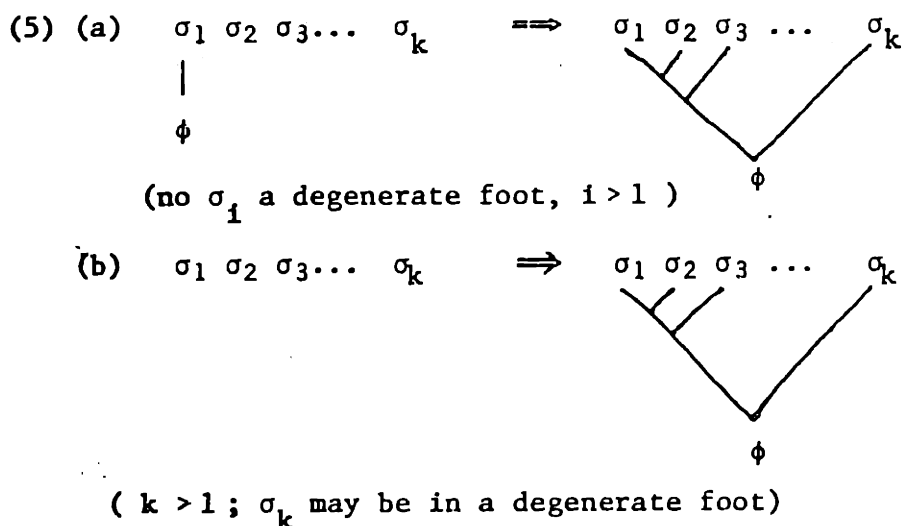 (5) (a) σ₁ σ₂ σ₃... σₖ ⟹ σ₁ σ₂ σ₃ ... σₖ
ϕ
ϕ
(no σᵢ a degenerate foot, i > 1 )
(b) σ₁ σ₂ σ₃... σₖ ⟹ σ₁ σ₂ σ₃ ... σₖ
ϕ
( k > 1 ; σₖ may be in a degenerate foot)